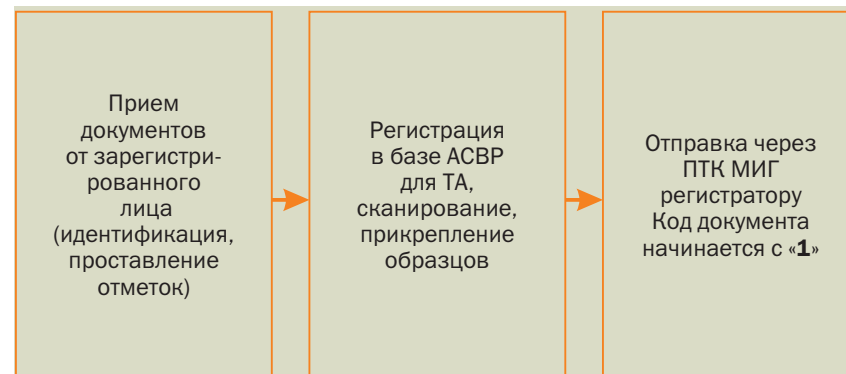 Прием
документов
от зарегистри-
рованного
лица
(идентификация,
проставление
отметок)
Регистрация
в базе АСВР
для ТА,
сканирование,
прикрепление
образцов
Отправка через
ПТК МИГ
регистратору
Код документа
начинается с «1»